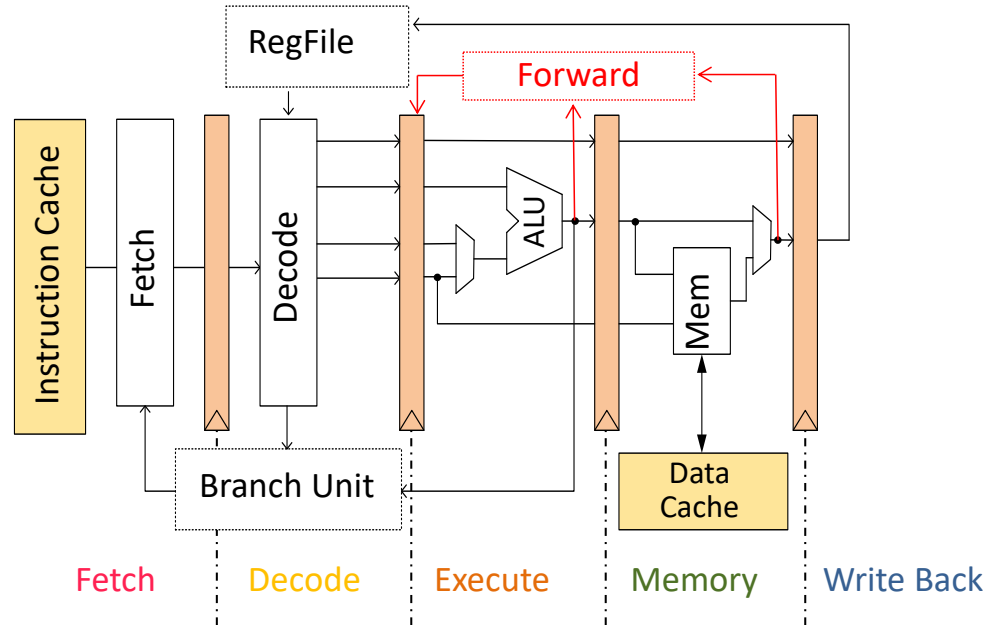 RegFile
Forward
Instruction Cache
Fetch
Decode
ALU
Mem
Branch Unit
Data
Cache
Fetch
Decode
Execute
Memory
Write Back